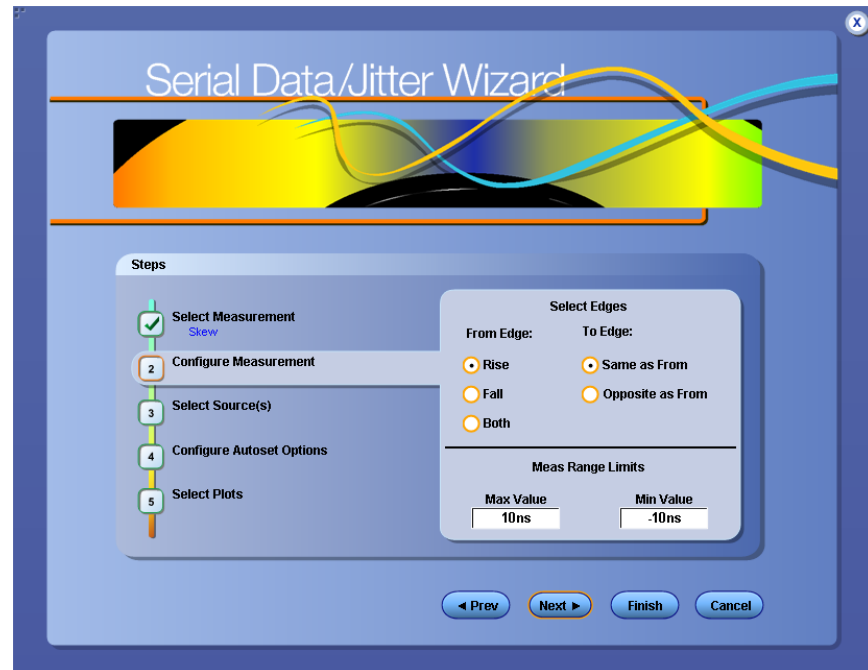 X
Serial Data/Jitter Wizard
Steps
Select Measurement
Skew
2 Configure Measurement
3 Select Source(s)
4 Configure Autoset Options
5 Select Plots
Select Edges
From Edge: To Edge:
Rise Same as From
Fall Opposite as From
Both
Meas Range Limits
Max Value Min Value
10ns -10ns
◄ Prev Next ► Finish Cancel